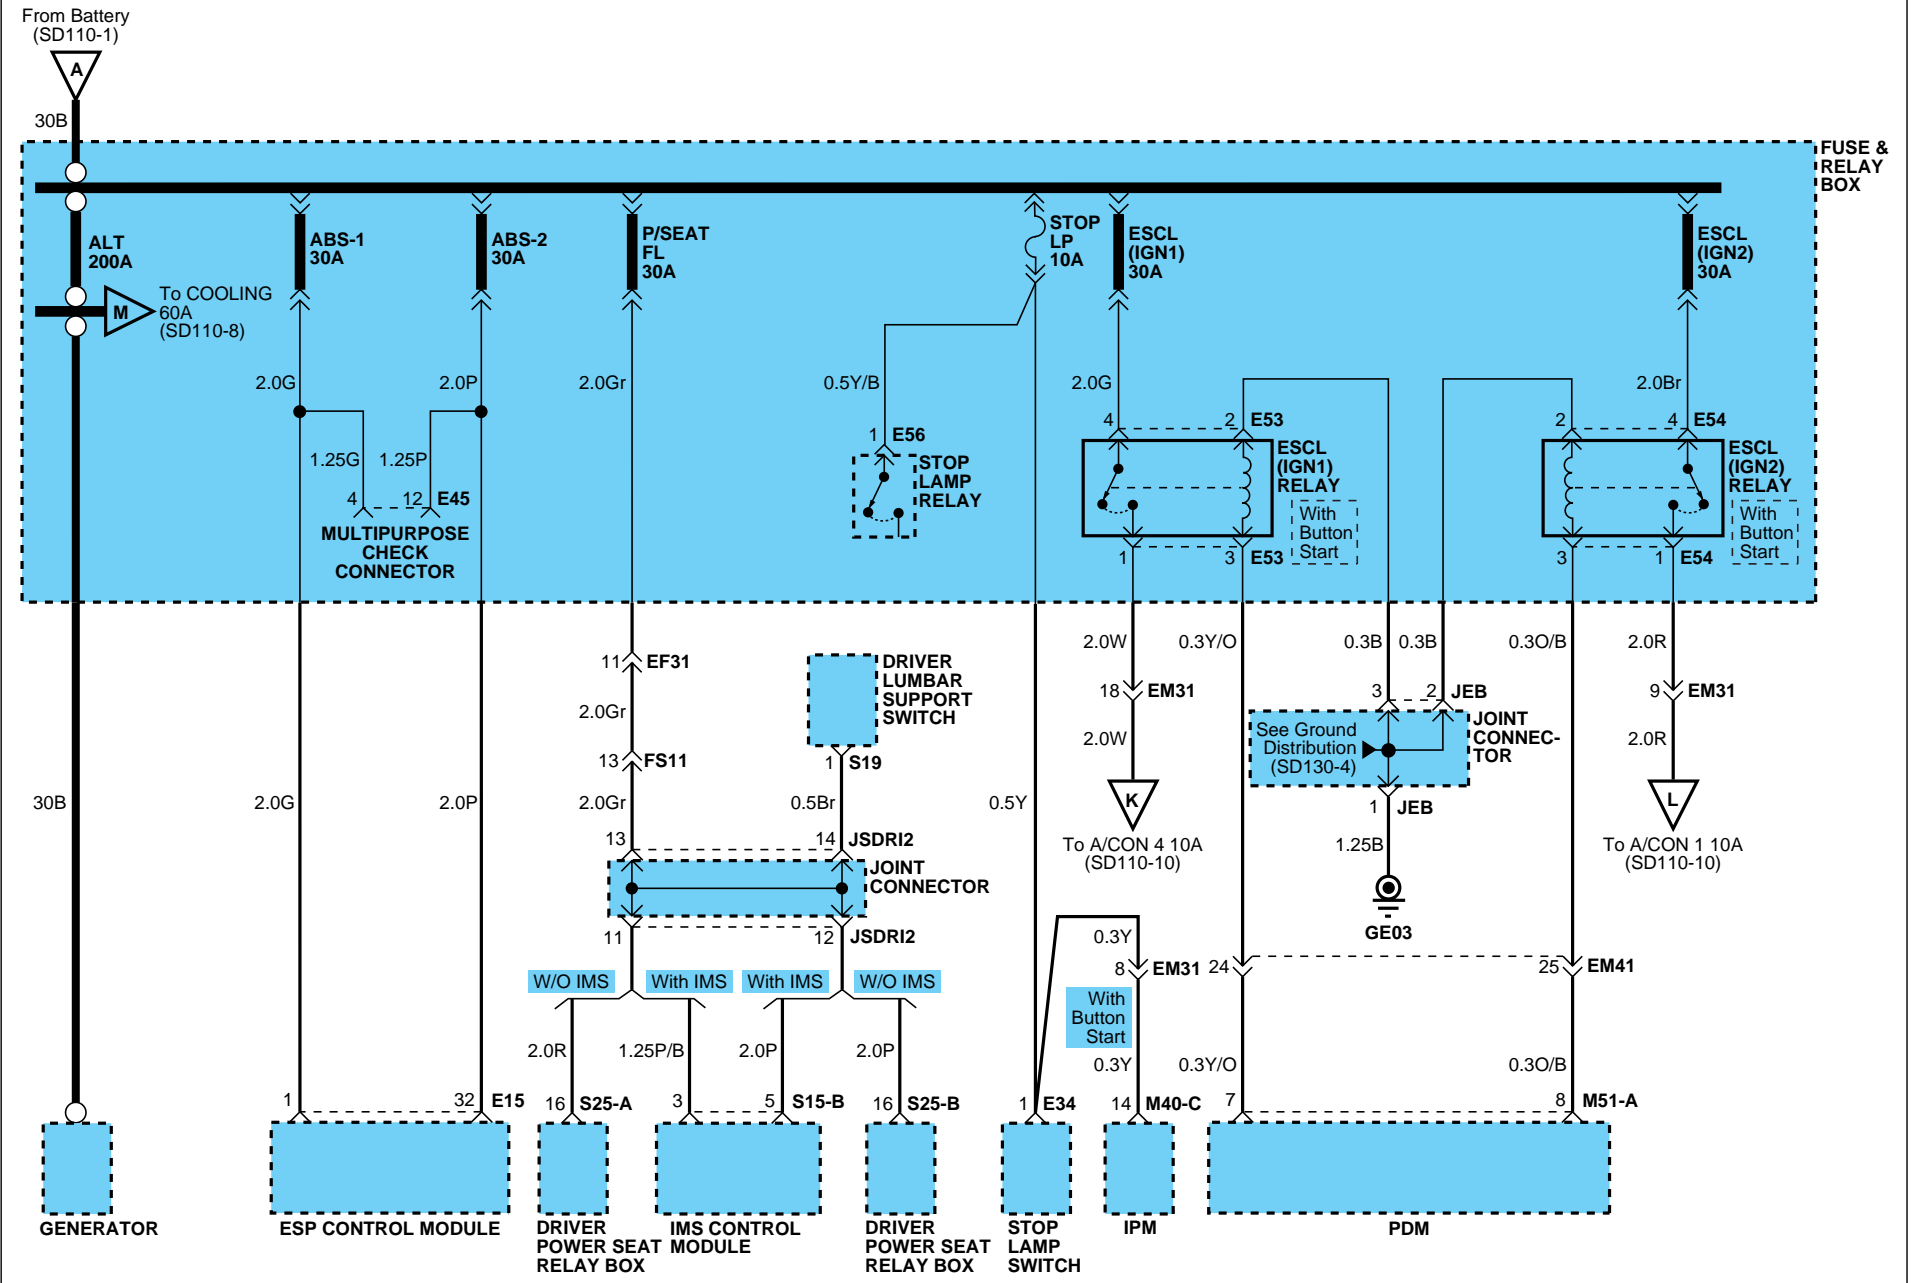 From Battery
(SD110-1)
A
30B
FUSE &
RELAY
BOX
ALT
200A
ABS-1
30A
ABS-2
30A
P/SEAT
FL
30A
STOP
LP
10A
ESCL
(IGN1)
30A
ESCL
(IGN2)
30A
M
To COOLING
60A
(SD110-8)
2.0G
2.0P
2.0Gr
0.5Y/B
2.0G
2.0Br
4
2
E53
2
4
E54
1.25G
1.25P
4
12
E45
MULTIPURPOSE
CHECK
CONNECTOR
1
E56
STOP
LAMP
RELAY
ESCL
(IGN1)
RELAY
With
Button
Start
ESCL
(IGN2)
RELAY
With
Button
Start
1
3
E53
3
1
E54
11
EF31
2.0Gr
13
FS11
2.0Gr
DRIVER
LUMBAR
SUPPORT
SWITCH
1
S19
0.5Br
2.0W
0.3Y/O
0.3B
0.3B
0.3O/B
2.0R
18
EM31
3
2
JEB
9
EM31
See Ground
Distribution
(SD130-4)
JOINT
CONNEC-
TOR
2.0W
2.0R
30B
2.0G
2.0P
0.5Y
K
L
1
JEB
To A/CON 4 10A
(SD110-10)
1.25B
To A/CON 1 10A
(SD110-10)
13
14
JSDRI2
JOINT
CONNECTOR
11
12
JSDRI2
GE03
W/O IMS
With IMS
With IMS
W/O IMS
0.3Y
8
EM31
24
25
EM41
With
Button
Start
2.0R
1.25P/B
2.0P
2.0P
0.3Y
0.3Y/O
0.3O/B
1
32
E15
16
S25-A
3
5
S15-B
16
S25-B
1
E34
14
M40-C
7
8
M51-A
GENERATOR
ESP CONTROL MODULE
DRIVER
POWER SEAT
RELAY BOX
IMS CONTROL
MODULE
DRIVER
POWER SEAT
RELAY BOX
STOP
LAMP
SWITCH
IPM
PDM